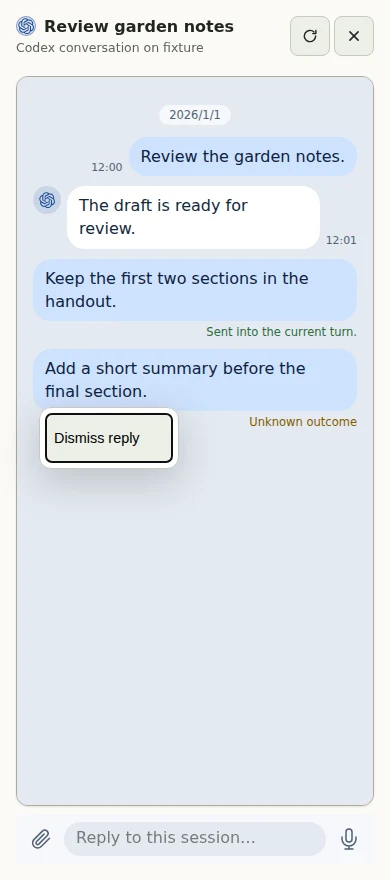 Review garden notes
Codex conversation on fixture
2026/1/1
12:00
Review the garden notes.
The draft is ready for
review.
12:01
Keep the first two sections in the
handout.
Sent into the current turn.
Add a short summary before the
final section.
Unknown outcome
Dismiss reply
Reply to this session...